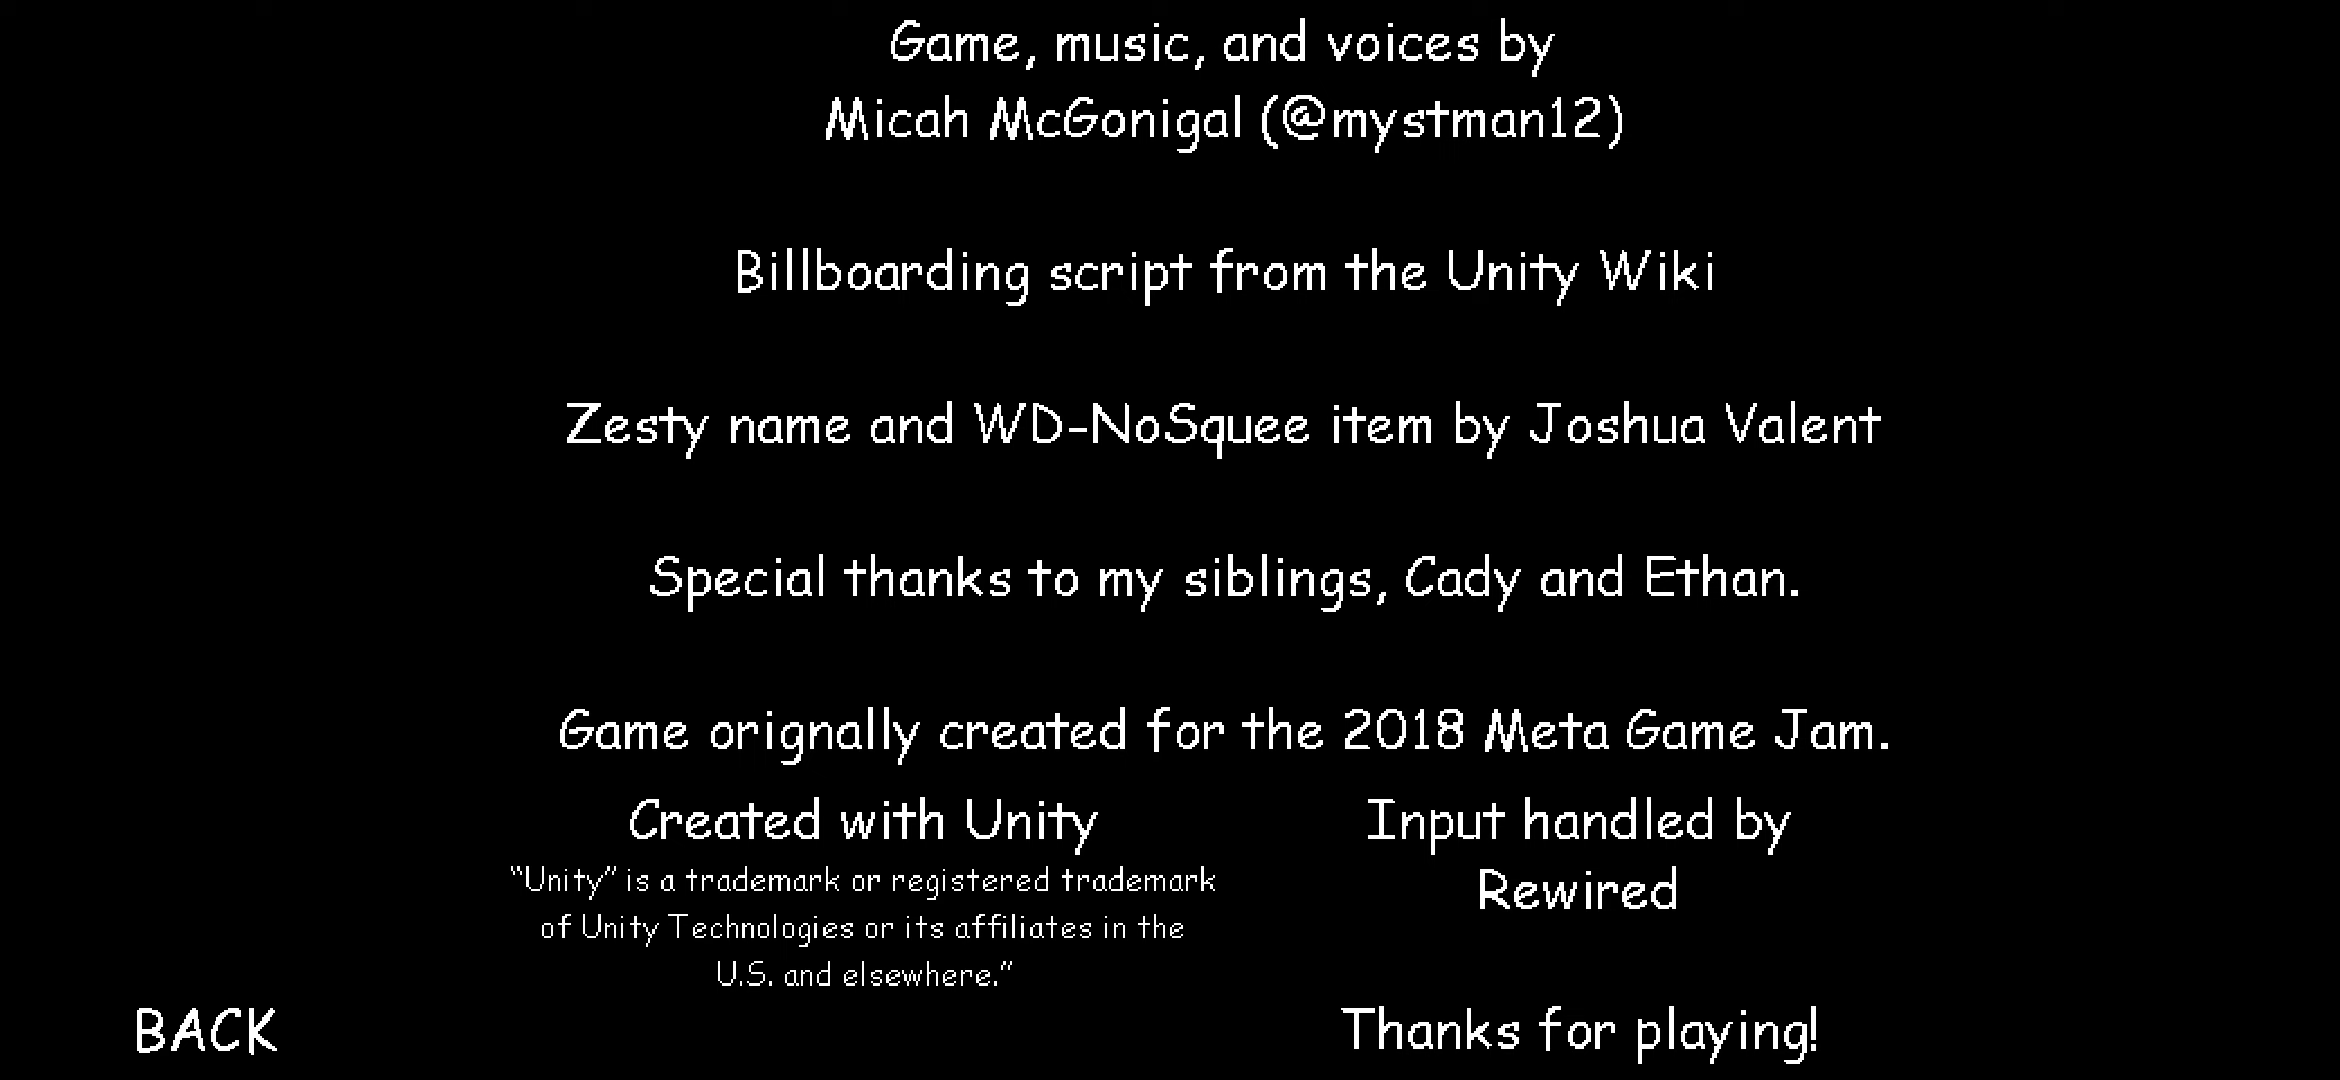 Game, music, and voices by
Micah McGonigal (@mystman12)
Billboarding script from the Unity Wiki
Zesty name and WD-NoSquee item by Joshua Valent
Special thanks to my siblings, Cady and Ethan.
Game orignally created for the 2018 Meta Game Jam.
Created with Unity
“Unity” is a trademark or registered trademark
of Unity Technologies or its affiliates in the
U.S. and elsewhere.”
Input handled by
Rewired
Thanks for playing!
BACK